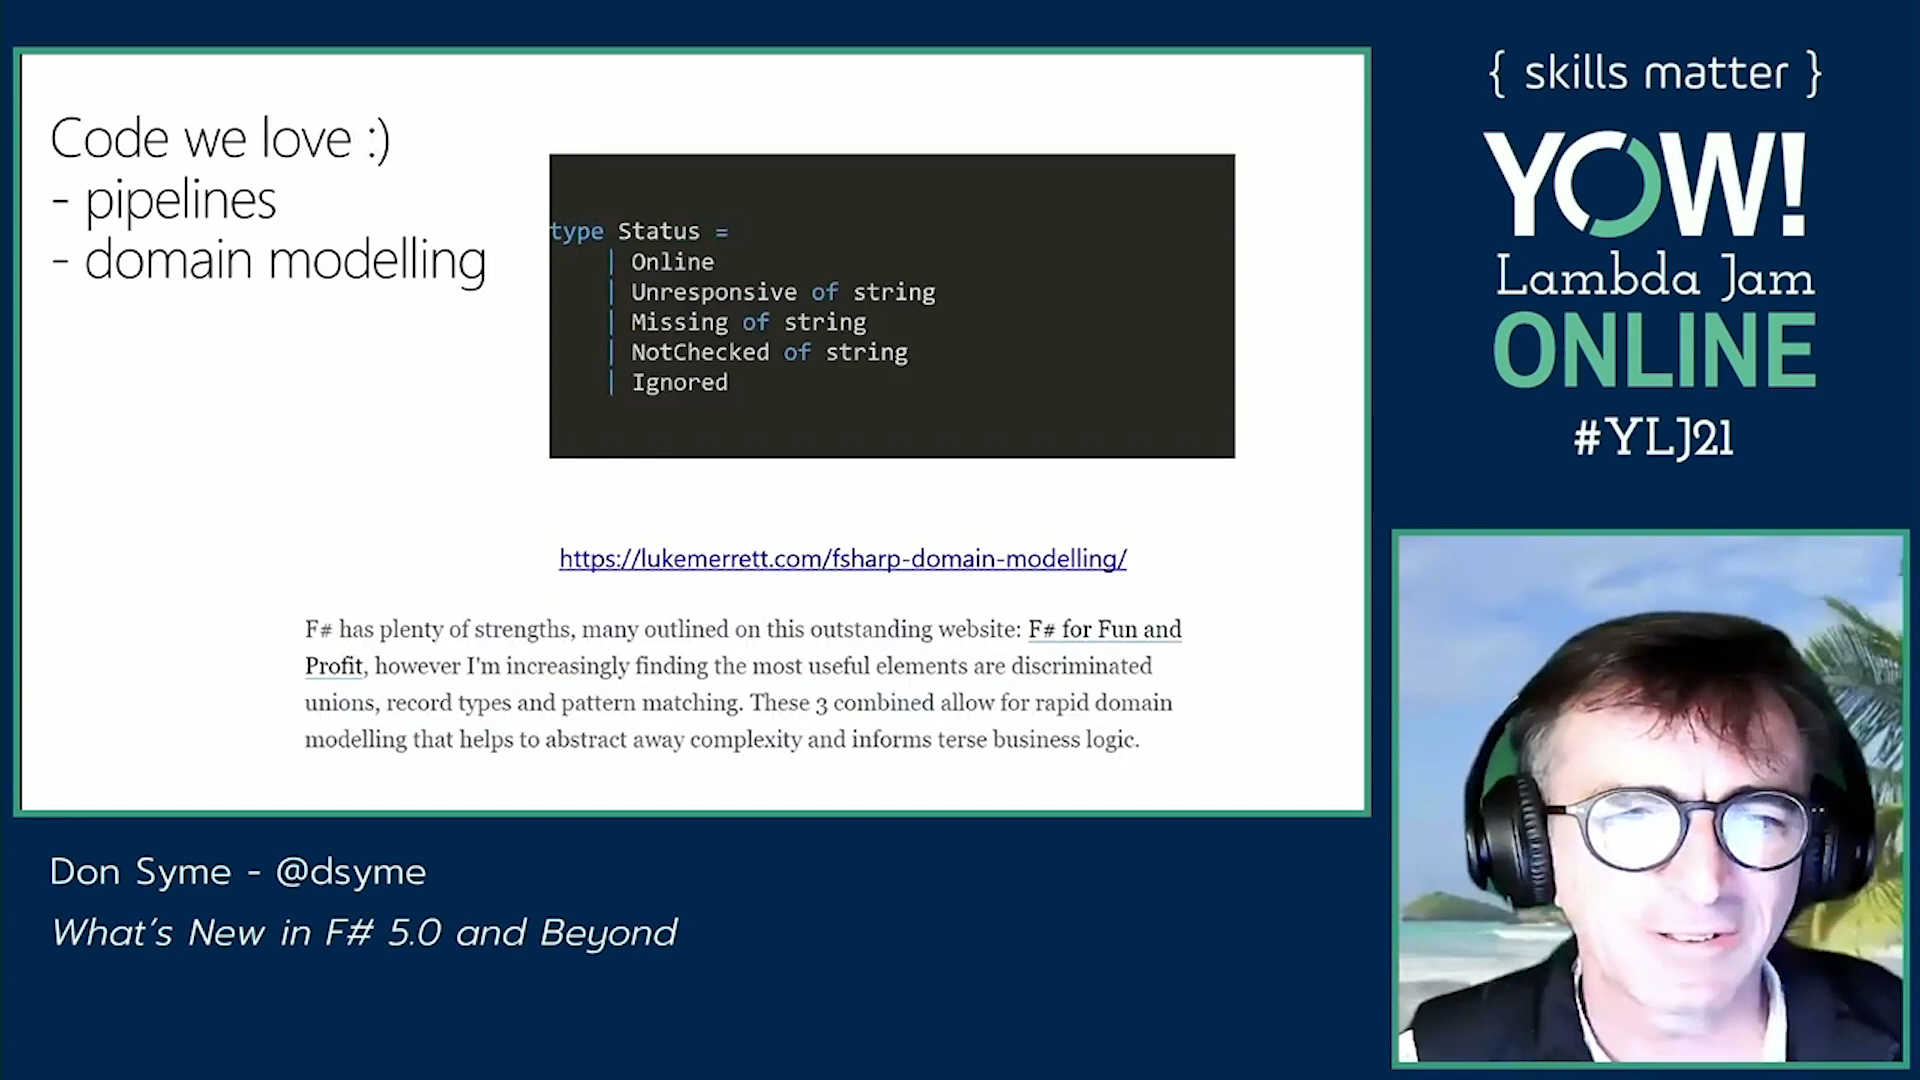 Code we love :)
- pipelines
- domain modelling
type Status =
| Online
| Unresponsive of string
| Missing of string
| NotChecked of string
| Ignored
https://lukemerrett.com/fsharp-domain-modelling/
F# has plenty of strengths, many outlined on this outstanding website: F# for Fun and
Profit, however I'm increasingly finding the most useful elements are discriminated
unions, record types and pattern matching. These 3 combined allow for rapid domain
modelling that helps to abstract away complexity and informs terse business logic.
{ skills matter }
YOW!
Lambda Jam
ONLINE
#YLJ21
Don Syme - @dsyme
What's New in F# 5.0 and Beyond